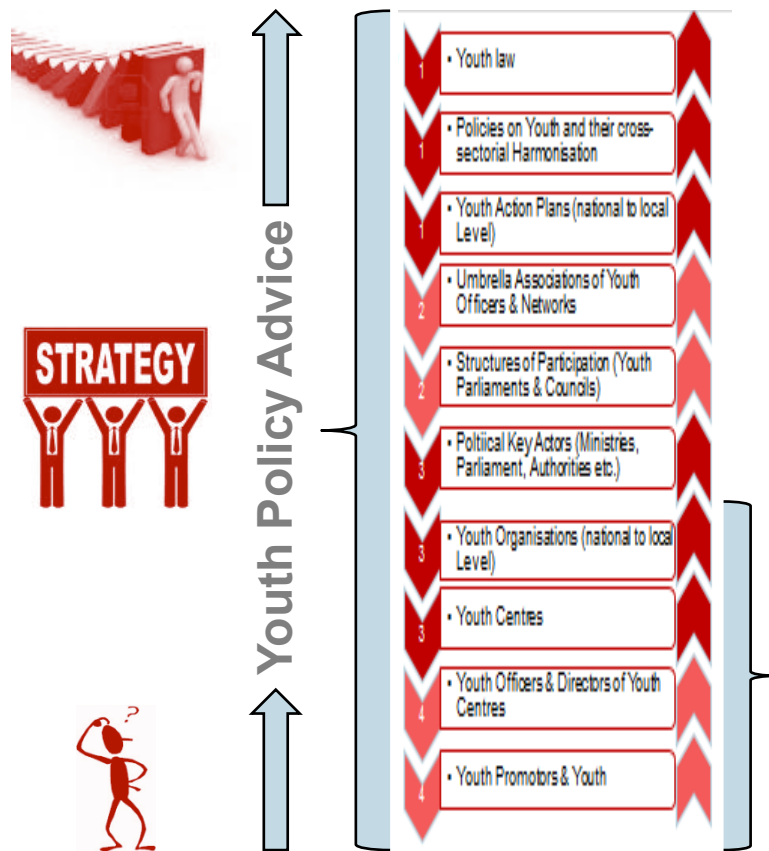 ?
STRATEGY
Youth Policy Advice
1
• Youth law
1
• Policies on Youth and their cross-
sectorial Harmonisation
1
• Youth Action Plans (national to local
Level)
2
• Umbrella Associations of Youth
Officers & Networks
2
• Structures of Participation (Youth
Parliaments & Councils)
3
• Poltiical Key Actors (Ministries,
Parliament, Authorities etc.)
3
• Youth Organisations (national to local
Level)
3
• Youth Centres
4
• Youth Officers & Directors of Youth
Centres
4
• Youth Promotors & Youth